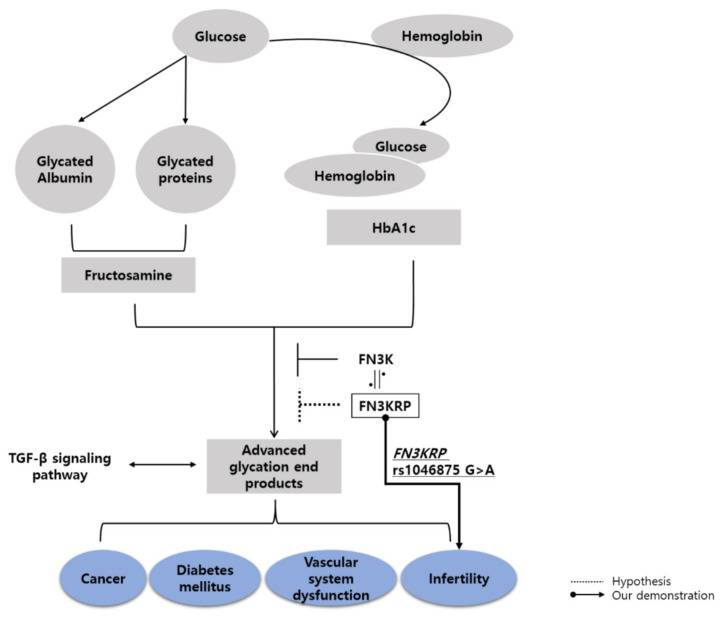 Glucose
Hemoglobin
Glucose
Hemoglobin
Glycated
Albumin
Glycated
proteins
HbA1c
Fructosamine
FN3K
FN3KRP
TGF-β signaling
pathway
Advanced
glycation end
products
FN3KRP
rs1046875 G>A
Cancer
Diabetes
mellitus
Vascular
system
dysfunction
Infertility
Hypothesis
Our demonstration